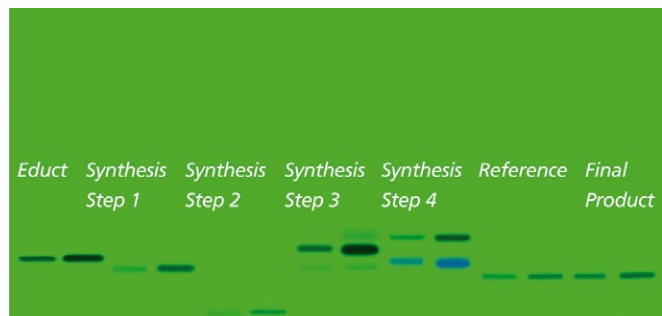 Educt
Synthesis
Step 1
Synthesis
Step 2
Synthesis
Step 3
Synthesis
Step 4
Reference
Final
Product